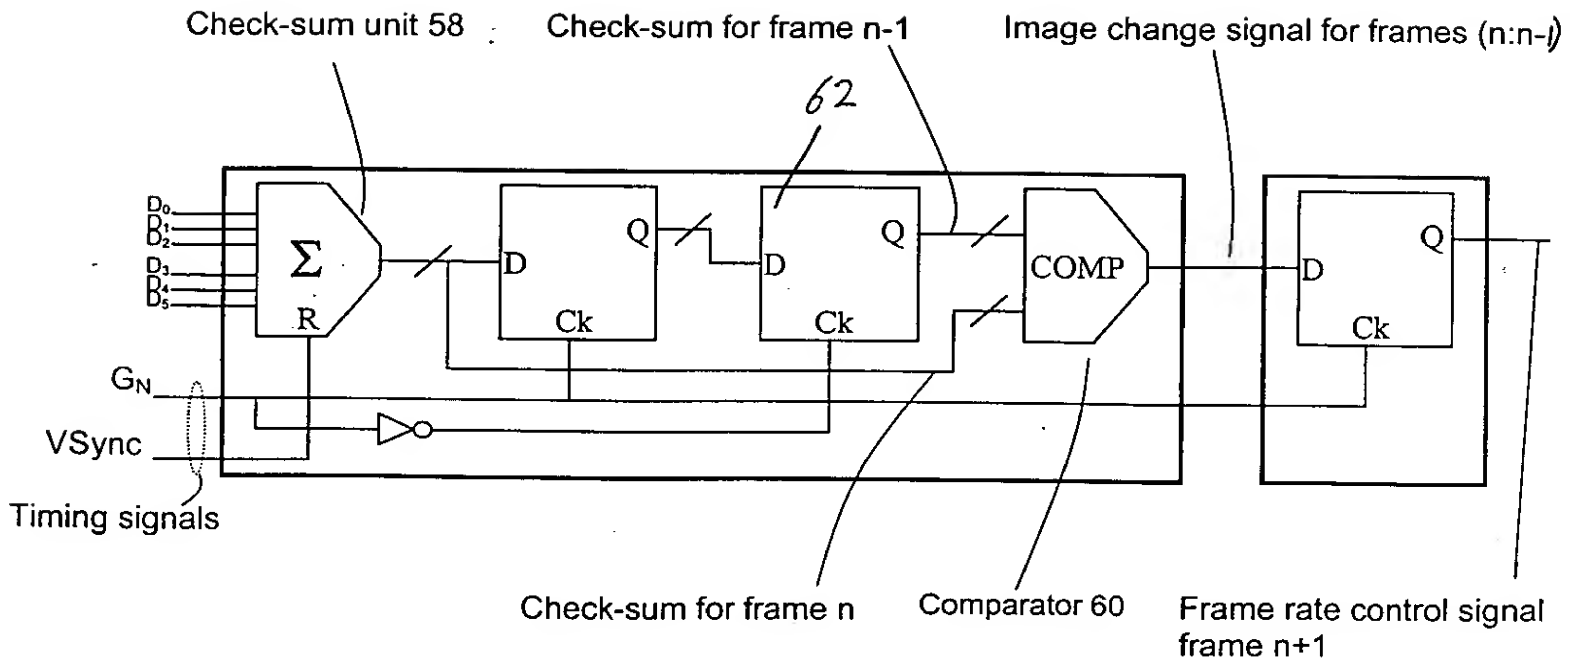 Check-sum unit 58
Check-sum for frame n-1
Image change signal for frames (n:n-1)
62
D0
D1
D2
D3
D4
D5
Σ
R
D
Q
Ck
D
Q
Ck
COMP
D
Q
Ck
GN
VSync
Timing signals
Check-sum for frame n
Comparator 60
Frame rate control signal
frame n+1